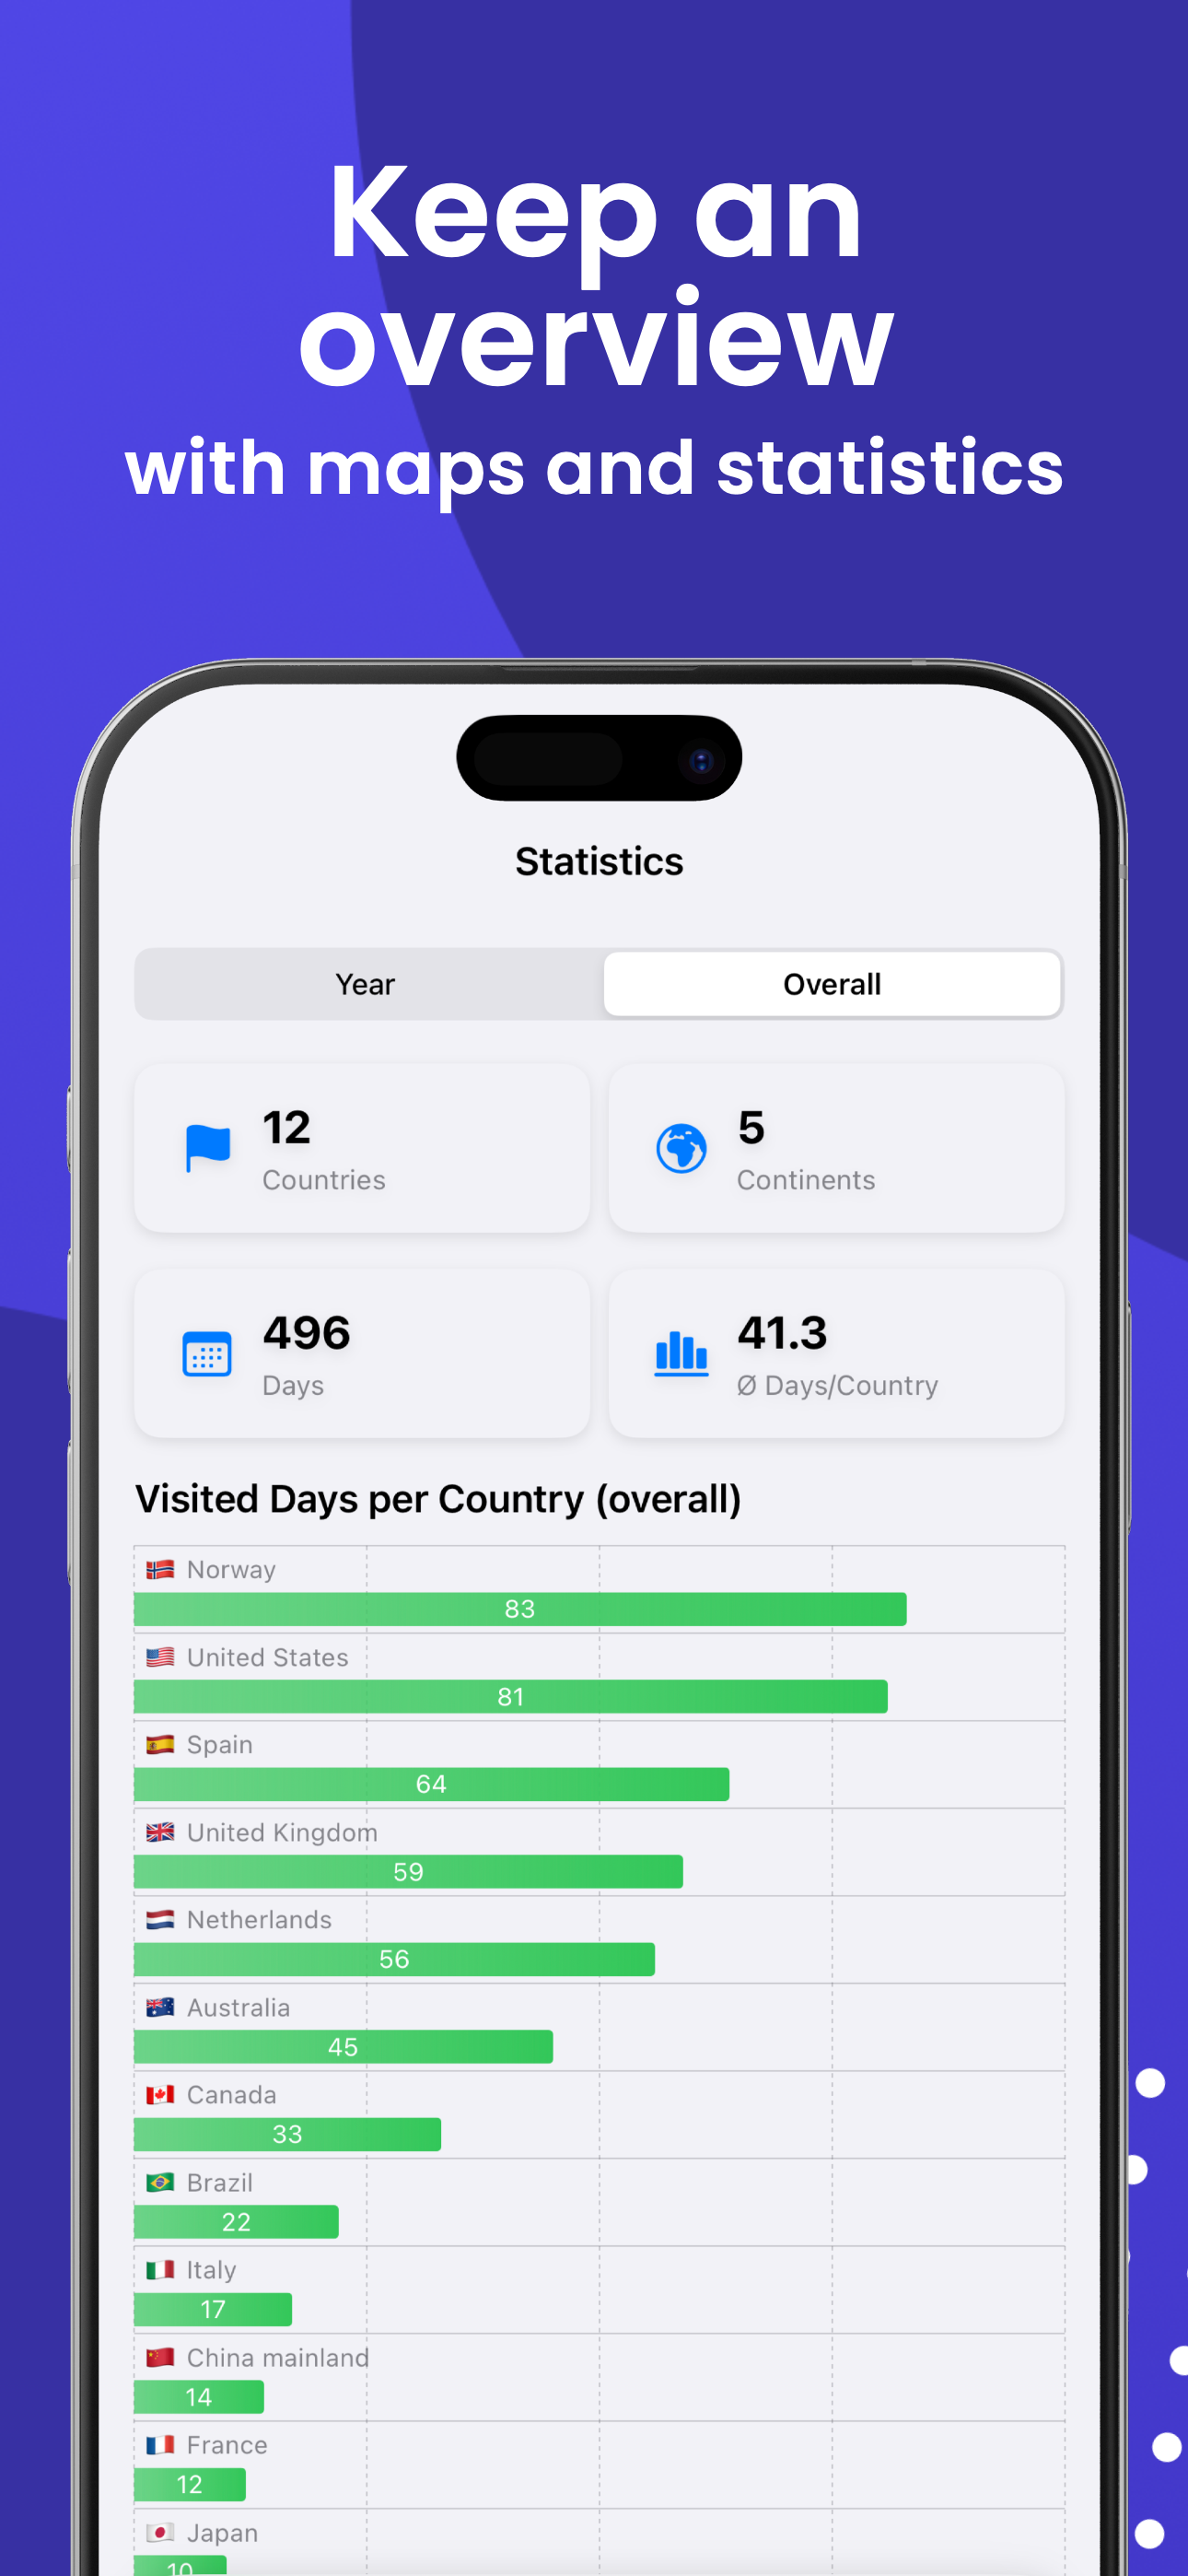 Keep an
overview
with maps and statistics
Statistics
Year
Overall
12
Countries
5
Continents
496
Days
41.3
Ø Days/Country
Visited Days per Country (overall)
Norway
83
United States
81
Spain
64
United Kingdom
59
Netherlands
56
Australia
45
Canada
33
Brazil
22
Italy
17
China mainland
14
France
12
Japan
10